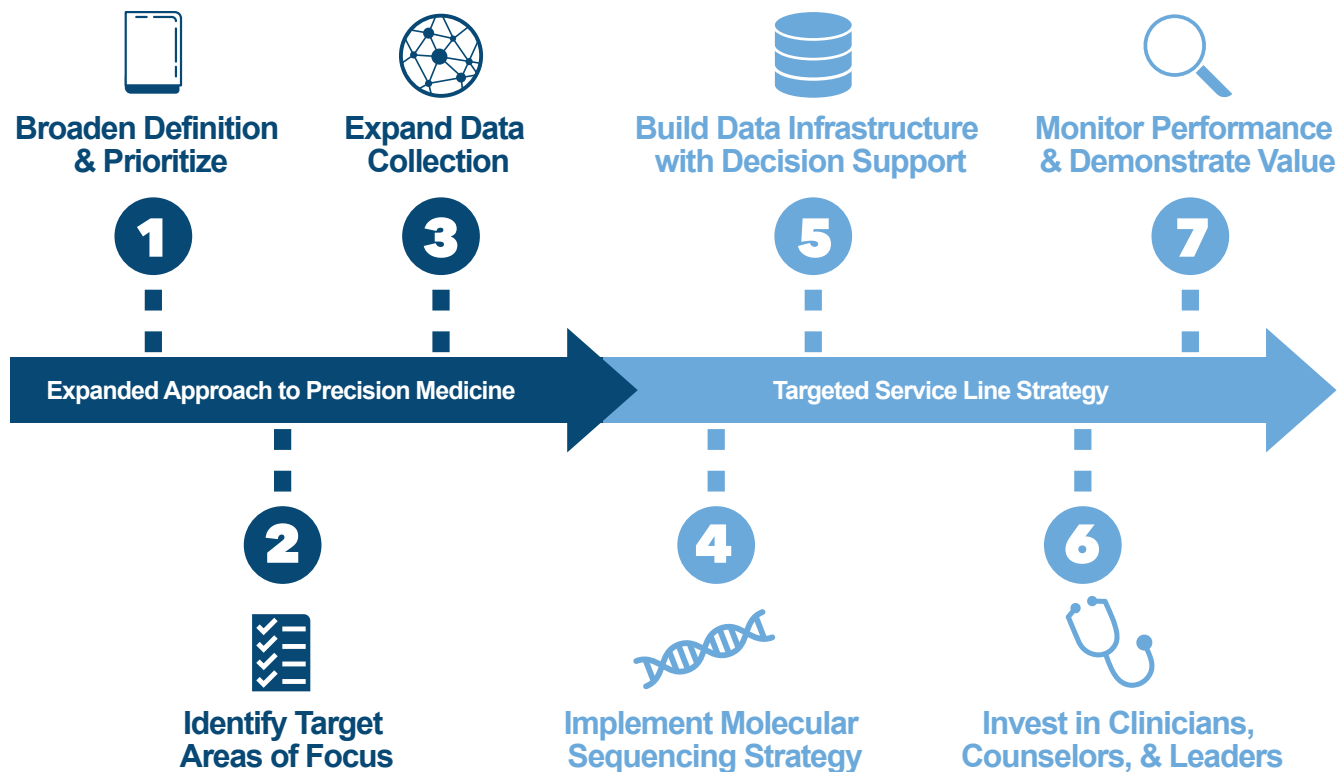 Broaden Definition
& Prioritize
1
Expand Data
Collection
3
Build Data Infrastructure
with Decision Support
5
Monitor Performance
& Demonstrate Value
7
Expanded Approach to Precision Medicine
Targeted Service Line Strategy
2
Identify Target
Areas of Focus
4
Implement Molecular
Sequencing Strategy
6
Invest in Clinicians,
Counselors, & Leaders